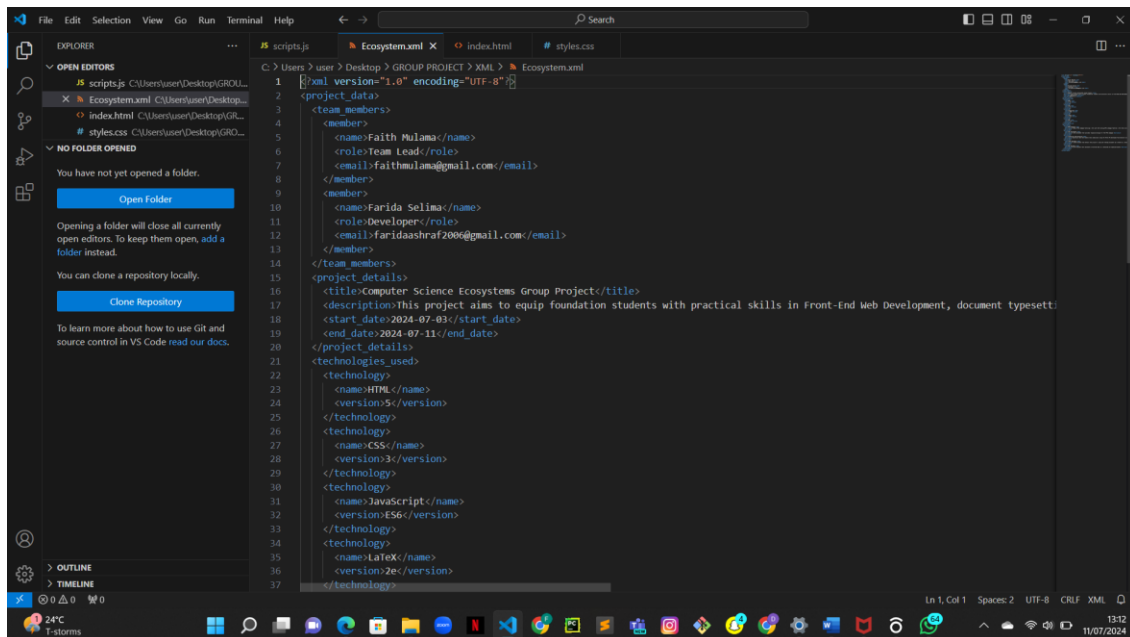 File Edit Selection View Go Run Terminal Help
Search
EXPLORER
OPEN EDITORS
JS scripts.js C:\Users\user\Desktop\GROU...
Ecosystem.xml C:\Users\user\Desktop...
index.html C:\Users\user\Desktop\GR...
# styles.css C:\Users\user\Desktop\GRO...
NO FOLDER OPENED
You have not yet opened a folder.
Open Folder
Opening a folder will close all currently
open editors. To keep them open, add a
folder instead.
You can clone a repository locally.
Clone Repository
To learn more about how to use Git and
source control in VS Code read our docs.
OUTLINE
TIMELINE
JS scripts.js Ecosystem.xml index.html # styles.css
C: > Users > user > Desktop > GROUP PROJECT > XML > Ecosystem.xml
1 <?xml version="1.0" encoding="UTF-8"?>
2 <project_data>
3 <team_members>
4 <member>
5 <name>Faith Mulama</name>
6 <role>Team Lead</role>
7 <email>faithmulama@gmail.com</email>
8 </member>
9 <member>
10 <name>Farida Selima</name>
11 <role>Developer</role>
12 <email>faridaashraf2006@gmail.com</email>
13 </member>
14 </team_members>
15 <project_details>
16 <title>Computer Science Ecosystems Group Project</title>
17 <description>This project aims to equip foundation students with practical skills in Front-End Web Development, document typesetti
18 <start_date>2024-07-03</start_date>
19 <end_date>2024-07-11</end_date>
20 </project_details>
21 <technologies_used>
22 <technology>
23 <name>HTML</name>
24 <version>5</version>
25 </technology>
26 <technology>
27 <name>CSS</name>
28 <version>3</version>
29 </technology>
30 <technology>
31 <name>JavaScript</name>
32 <version>ES6</version>
33 </technology>
34 <technology>
35 <name>LaTeX</name>
36 <version>2e</version>
37 </technology>
0 0 0
Ln 1, Col 1 Spaces: 2 UTF-8 CRLF XML
24°C
T-storms
13:12
11/07/2024